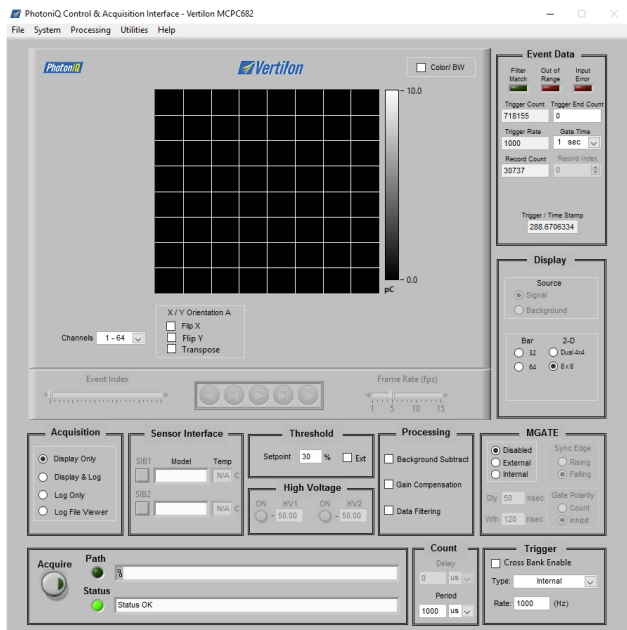 PhotoniQ Control & Acquisition Interface - Vertilon MCPC682
File System Processing Utilities Help
PhotoniQ
Vertilon
Color/ BW
10.0
0.0
pC
X / Y Orientation A
Flip X
Flip Y
Transpose
Channels 1 - 64
Event Index
Frame Rate (fps)
1 5 10 15
Event Data
Filter Match
Out of Range
Input Error
Trigger Count Trigger End Count
718155 0
Trigger Rate Gate Time
1000 1 sec
Record Count Record Index
30737 0
Trigger / Time Stamp
288.6706334
Display
Source
Signal
Background
Bar 2-D
32 Dual 4x4
64 8 x 8
Acquisition
Display Only
Display & Log
Log Only
Log File Viewer
Sensor Interface
SIB1 Model Temp
N/A C
SIB2
N/A C
Threshold
Setpoint 30 % Ext
High Voltage
ON HV1 ON HV2
- 50.00 - 50.00
Processing
Background Subtract
Gain Compensation
Data Filtering
MGATE
Disabled
External
Internal
Sync Edge
Rising
Falling
Dly 50 nsec
Wth 120 nsec
Gate Polarity
Count
Inhibit
Acquire
Path
%
Status
Status OK
Count
Delay
0 us
Period
1000 us
Trigger
Cross Bank Enable
Type: Internal
Rate: 1000 (Hz)